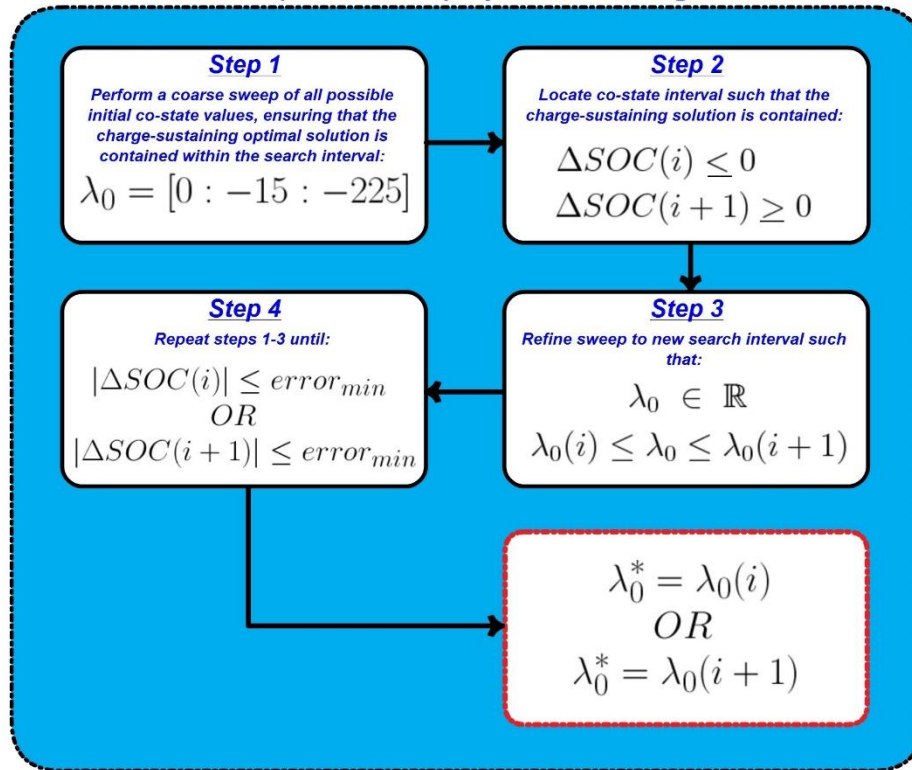 Step 1
Perform a coarse sweep of all possible
initial co-state values, ensuring that the
charge-sustaining optimal solution is
contained within the search interval:
λ₀ = [0 : −15 : −225]
Step 2
Locate co-state interval such that the
charge-sustaining solution is contained:
ΔSOC(i) ≤ 0
ΔSOC(i + 1) ≥ 0
Step 3
Refine sweep to new search interval such
that:
λ₀ ∈ ℝ
λ₀(i) ≤ λ₀ ≤ λ₀(i + 1)
Step 4
Repeat steps 1-3 until:
|ΔSOC(i)| ≤ error_min
OR
|ΔSOC(i + 1)| ≤ error_min
λ₀* = λ₀(i)
OR
λ₀* = λ₀(i + 1)